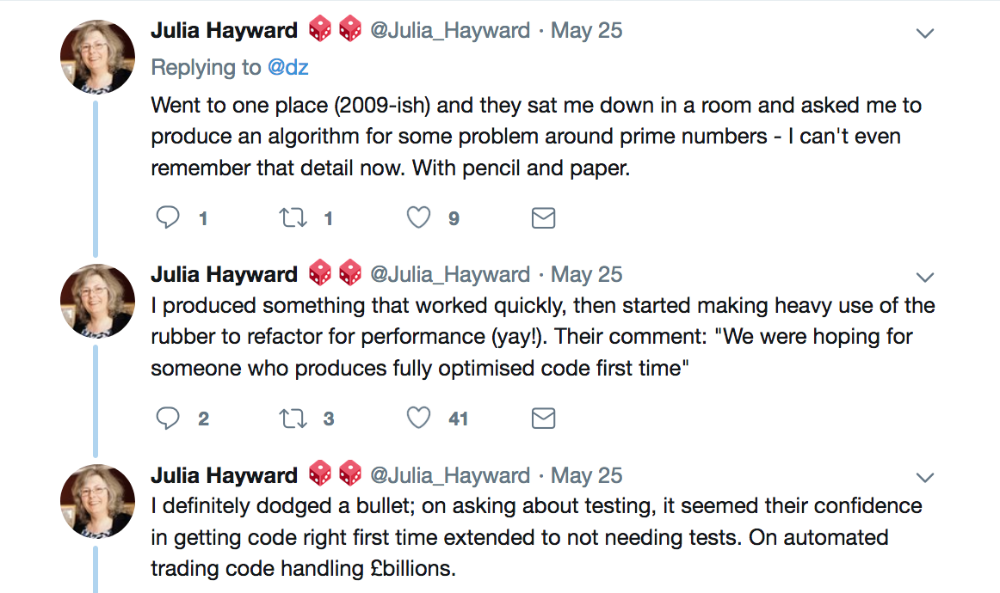 Julia Hayward 🎲 🎲 @Julia_Hayward · May 25
Replying to @dz
Went to one place (2009-ish) and they sat me down in a room and asked me to
produce an algorithm for some problem around prime numbers - I can't even
remember that detail now. With pencil and paper.
1 1 9
Julia Hayward 🎲 🎲 @Julia_Hayward · May 25
I produced something that worked quickly, then started making heavy use of the
rubber to refactor for performance (yay!). Their comment: "We were hoping for
someone who produces fully optimised code first time"
2 3 41
Julia Hayward 🎲 🎲 @Julia_Hayward · May 25
I definitely dodged a bullet; on asking about testing, it seemed their confidence
in getting code right first time extended to not needing tests. On automated
trading code handling £billions.